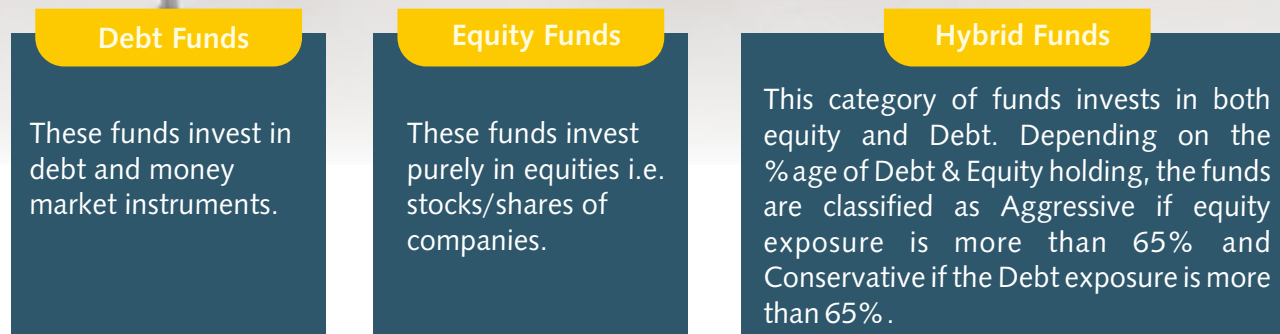 Debt Funds
These funds invest in
debt and money
market instruments.
Equity Funds
These funds invest
purely in equities i.e.
stocks/shares of
companies.
Hybrid Funds
This category of funds invests in both
equity and Debt. Depending on the
%age of Debt & Equity holding, the funds
are classified as Aggressive if equity
exposure is more than 65% and
Conservative if the Debt exposure is more
than 65%.